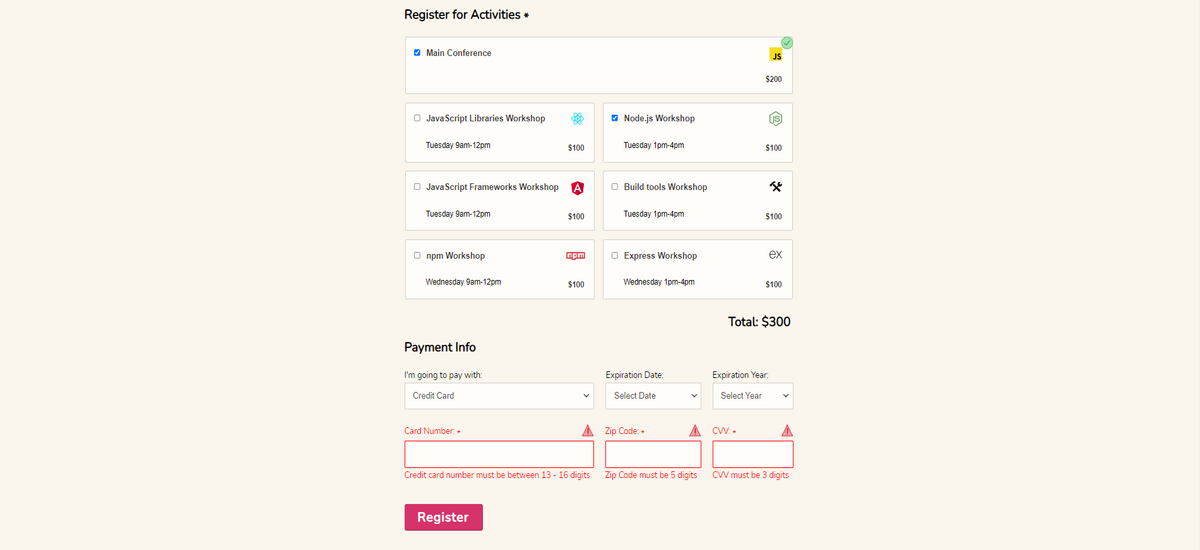 Register for Activities *
Main Conference
JS
$200
JavaScript Libraries Workshop
Tuesday 9am-12pm
$100
Node.js Workshop
JS
Tuesday 1pm-4pm
$100
JavaScript Frameworks Workshop
A
Tuesday 9am-12pm
$100
Build tools Workshop
Tuesday 1pm-4pm
$100
npm Workshop
npm
Wednesday 9am-12pm
$100
Express Workshop
ex
Wednesday 1pm-4pm
$100
Total: $300
Payment Info
I'm going to pay with:
Credit Card
Expiration Date:
Select Date
Expiration Year:
Select Year
Card Number: *
Credit card number must be between 13 - 16 digits
Zip Code: *
Zip Code must be 5 digits
CVV: *
CVV must be 3 digits
Register